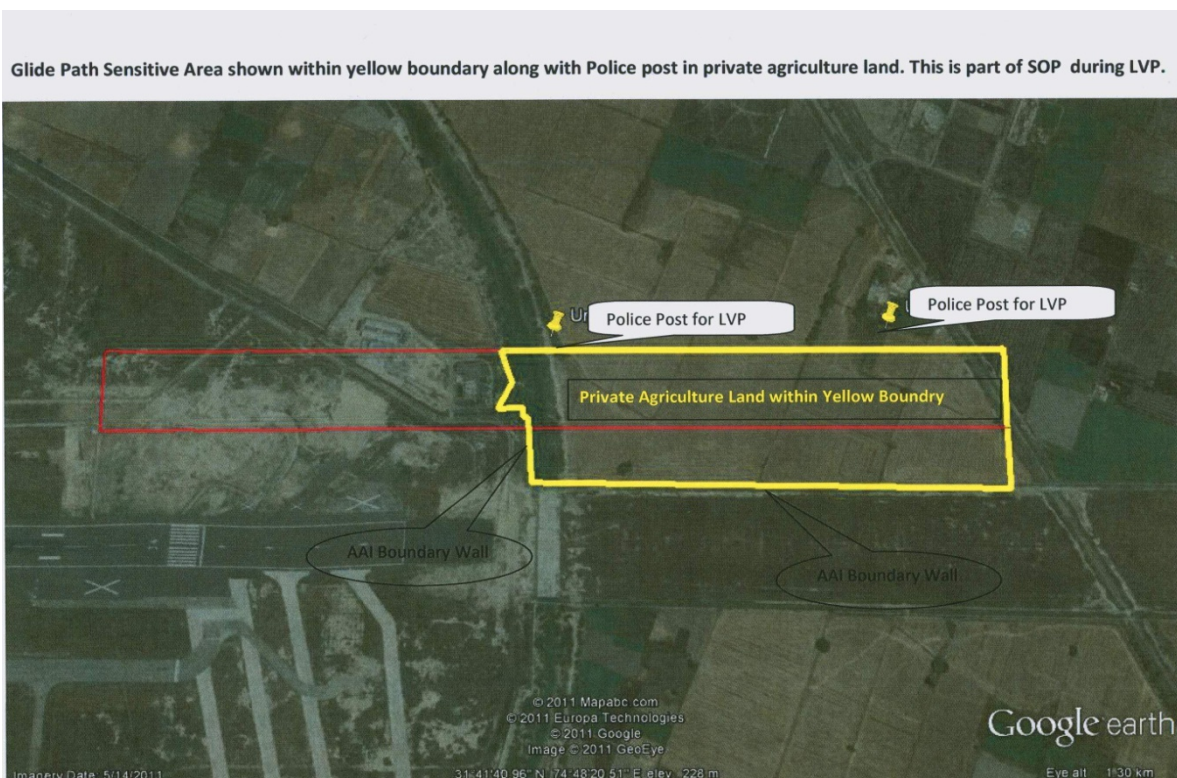 Glide Path Sensitive Area shown within yellow boundary along with Police post in private agriculture land. This is part of SOP during LVP.
Police Post for LVP
Police Post for LVP
Private Agriculture Land within Yellow Boundry
AAI Boundary Wall
AAI Boundary Wall
© 2011 Mapabc.com
© 2011 Europa Technologies
© 2011 Google
Image © 2011 GeoEye
Google earth
Imagery Date 5/14/2011
31°41'40.96" N
74°48'20.51" E elev 228 m
Eye alt 1.30 km